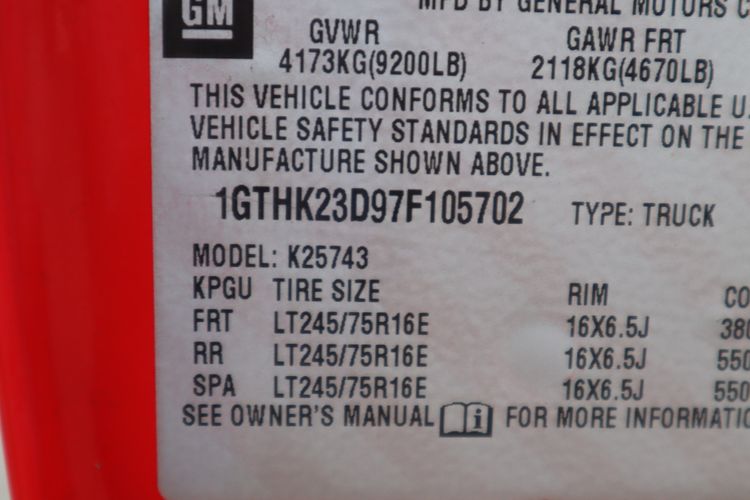 GM
MFD BY GENERAL MOTORS C
GVWR GAWR FRT
4173KG(9200LB) 2118KG(4670LB)
THIS VEHICLE CONFORMS TO ALL APPLICABLE U.
VEHICLE SAFETY STANDARDS IN EFFECT ON THE
MANUFACTURE SHOWN ABOVE.
1GTHK23D97F105702 TYPE: TRUCK
MODEL: K25743
KPGU TIRE SIZE RIM CO
FRT LT245/75R16E 16X6.5J 380
RR LT245/75R16E 16X6.5J 550
SPA LT245/75R16E 16X6.5J 550
SEE OWNER'S MANUAL i FOR MORE INFORMATIO